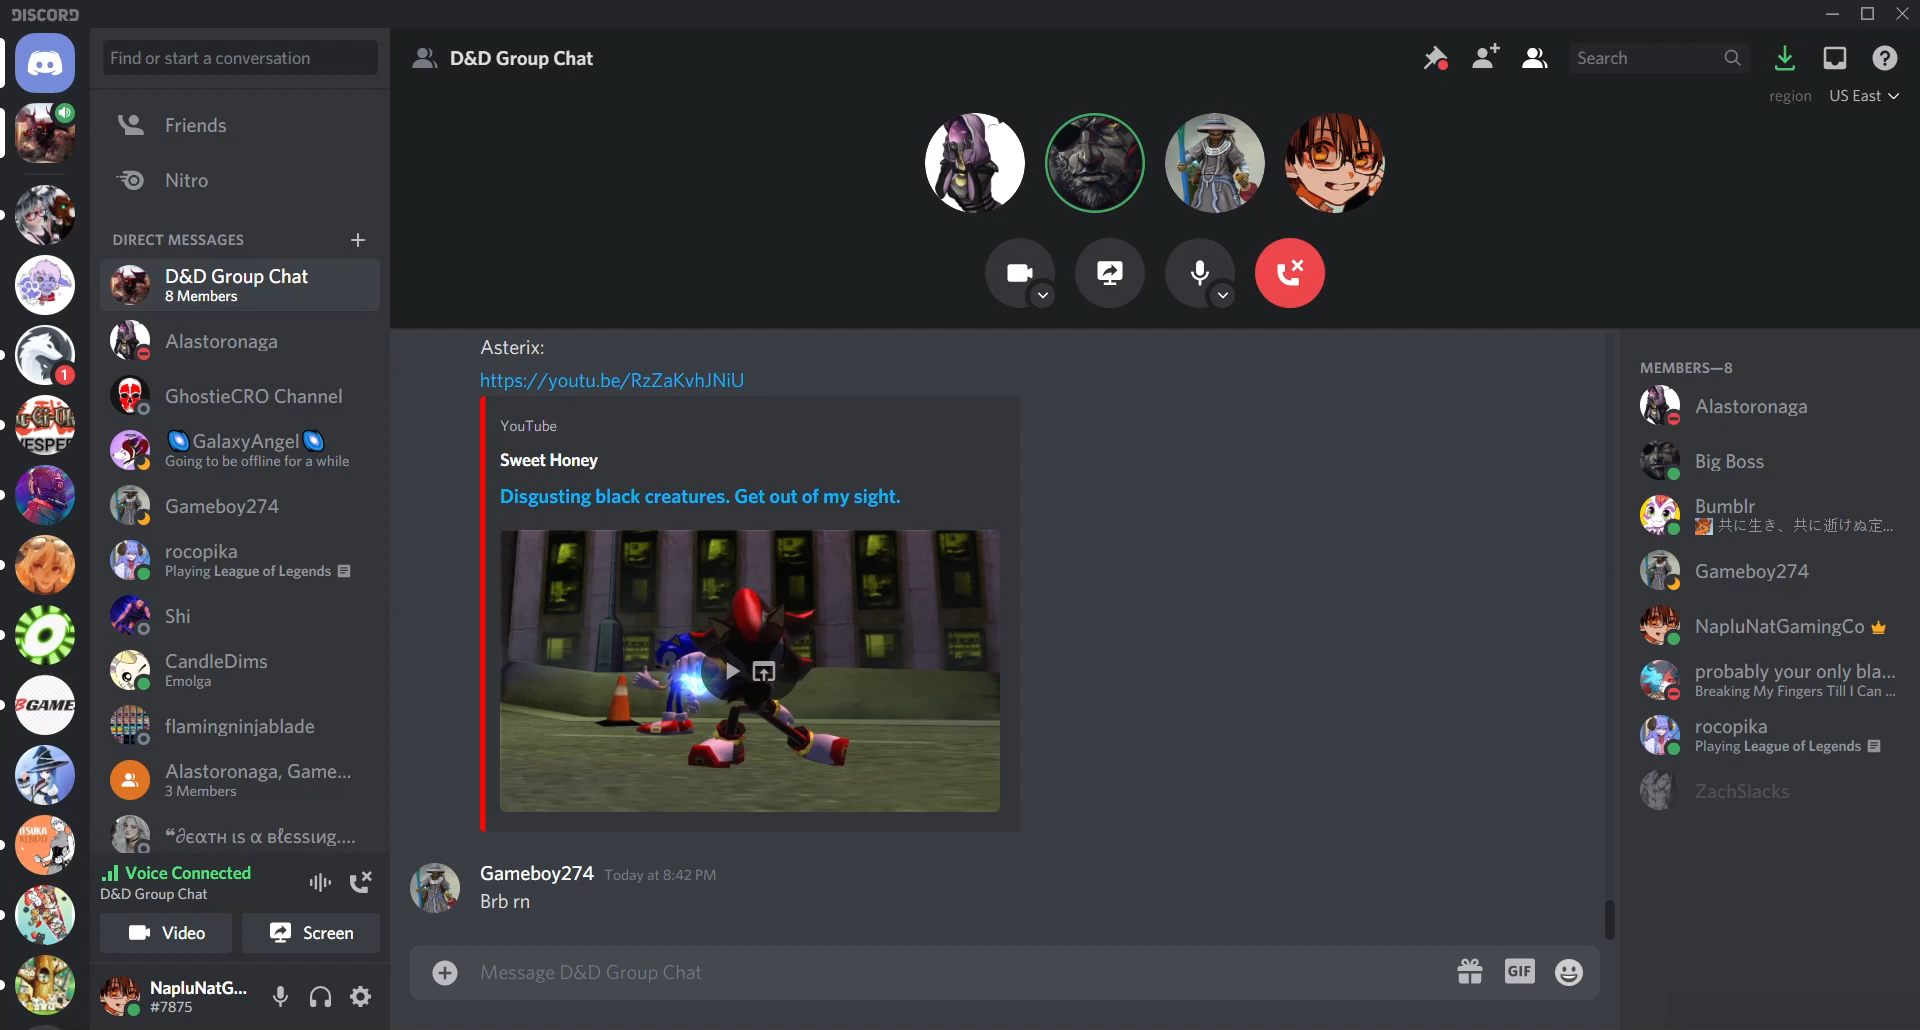 DISCORD
Find or start a conversation
Friends
Nitro
DIRECT MESSAGES
D&D Group Chat
8 Members
Alastoronaga
GhostieCRO Channel
GalaxyAngel
Going to be offline for a while
Gameboy274
rocopika
Playing League of Legends
Shi
CandleDims
Emolga
flamingninjablade
Alastoronaga, Game...
3 Members
“∂єαтн ιѕ α вℓєѕѕιиg....
Voice Connected
D&D Group Chat
Video
Screen
NapluNatG...
#7875
1
D&D Group Chat
Search
region US East
Asterix:
https://youtu.be/RzZaKvhJNiU
YouTube
Sweet Honey
Disgusting black creatures. Get out of my sight.
Gameboy274 Today at 8:42 PM
Brb rn
Message D&D Group Chat
GIF
MEMBERS—8
Alastoronaga
Big Boss
Bumblr
共に生き、共に逝けぬ定...
Gameboy274
NapluNatGamingCo
probably your only bla...
Breaking My Fingers Till I Can ...
rocopika
Playing League of Legends
ZachSlacks